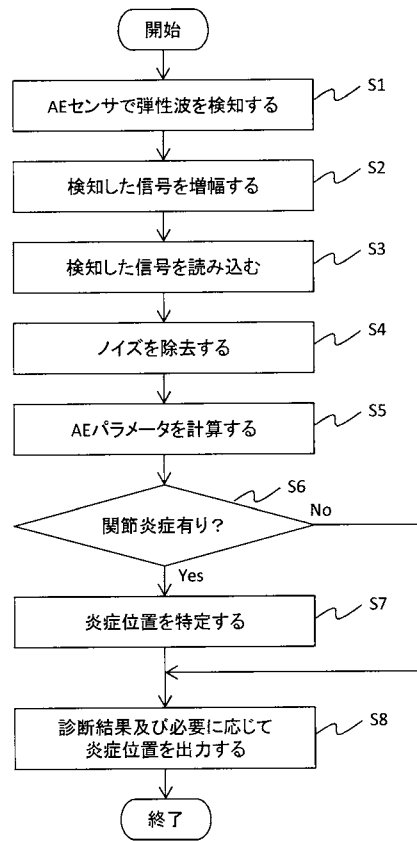 開始
AEセンサで弾性波を検知する
S1
検知した信号を増幅する
S2
検知した信号を読み込む
S3
ノイズを除去する
S4
AEパラメータを計算する
S5
関節炎症有り?
S6
No
Yes
炎症位置を特定する
S7
診断結果及び必要に応じて
炎症位置を出力する
S8
終了